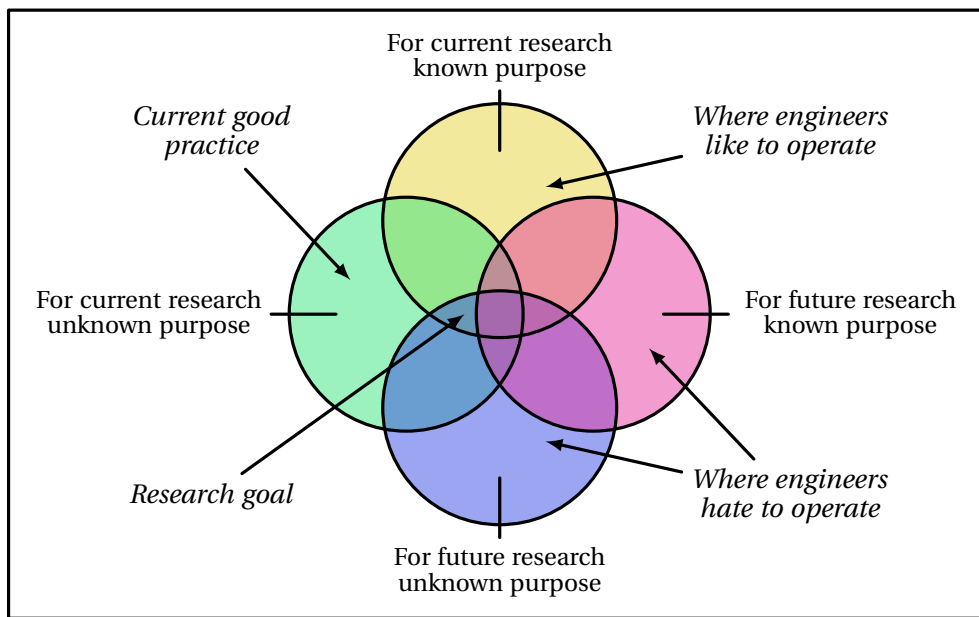 For current research
known purpose
Current good
practice
Where engineers
like to operate
For current research
unknown purpose
For future research
known purpose
Research goal
Where engineers
hate to operate
For future research
unknown purpose